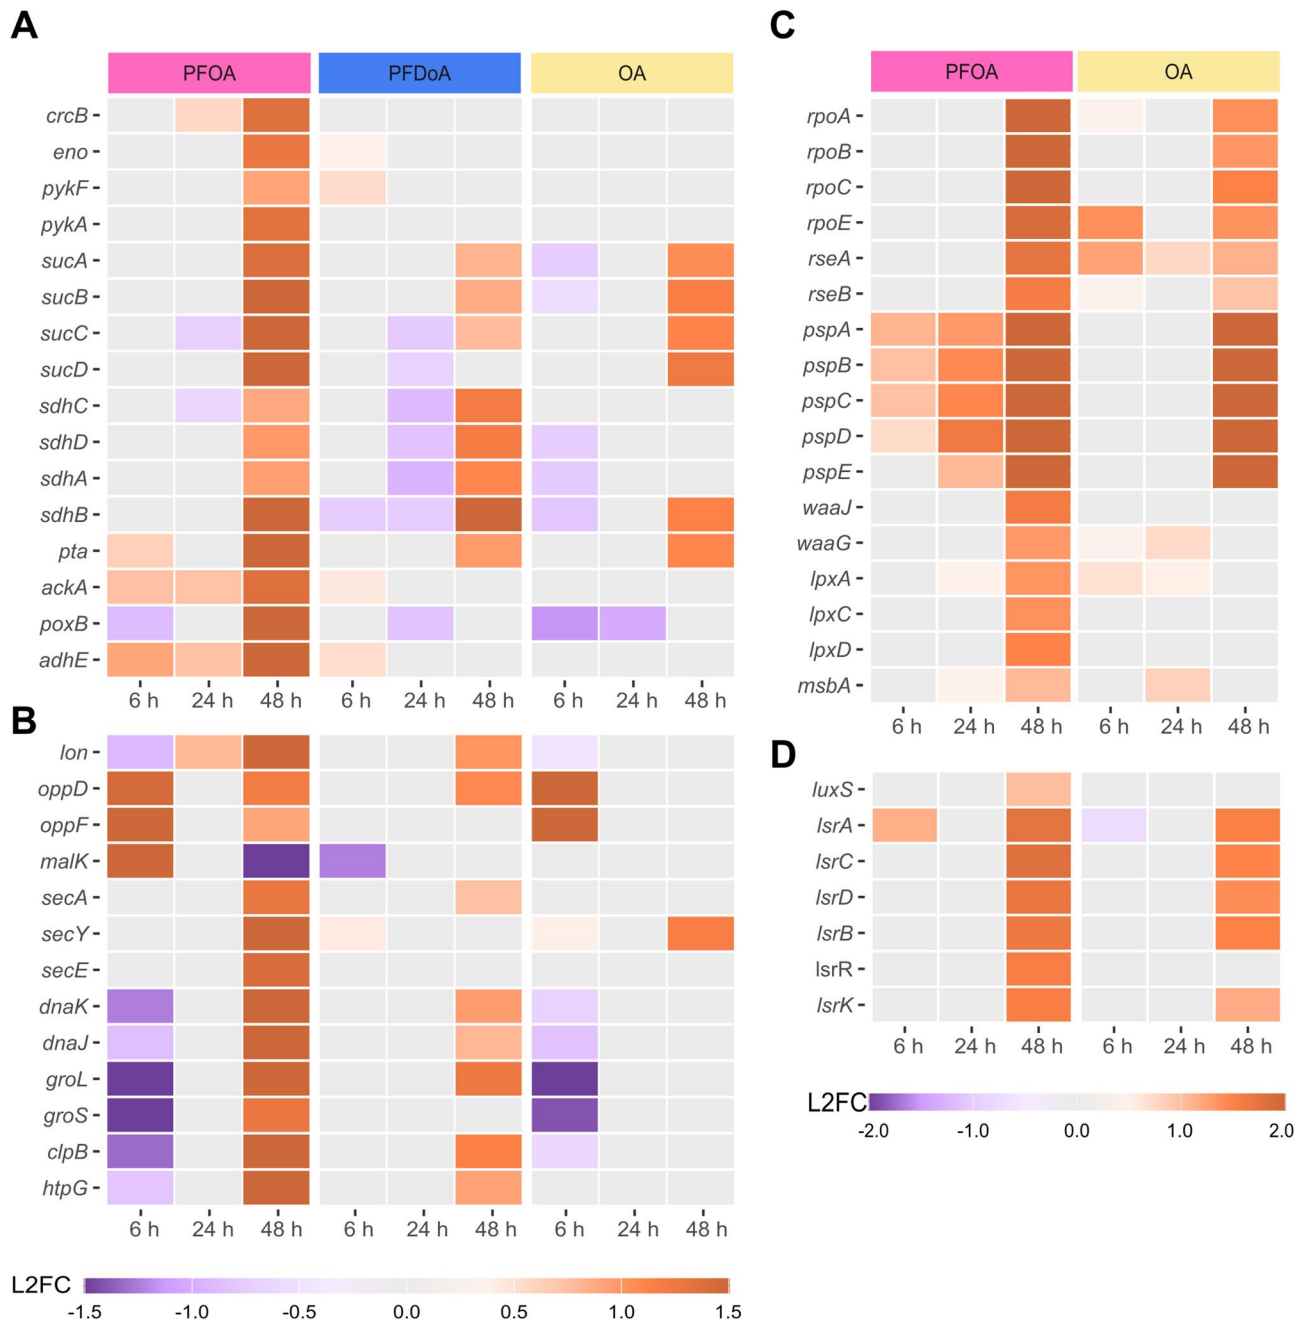 A
PFOA PFDoA OA
crcB
eno
pykF
pykA
sucA
sucB
sucC
sucD
sdhC
sdhD
sdhA
sdhB
pta
ackA
poxB
adhE
6 h 24 h 48 h 6 h 24 h 48 h 6 h 24 h 48 h
B
lon
oppD
oppF
malK
secA
secY
secE
dnaK
dnaJ
groL
groS
clpB
htpG
6 h 24 h 48 h 6 h 24 h 48 h 6 h 24 h 48 h
L2FC
-1.5 -1.0 -0.5 0.0 0.5 1.0 1.5
C
PFOA OA
rpoA
rpoB
rpoC
rpoE
rseA
rseB
pspA
pspB
pspC
pspD
pspE
waaJ
waaG
lpxA
lpxC
lpxD
msbA
6 h 24 h 48 h 6 h 24 h 48 h
D
luxS
lsrA
lsrC
lsrD
lsrB
lsrR
lsrK
6 h 24 h 48 h 6 h 24 h 48 h
L2FC
-2.0 -1.0 0.0 1.0 2.0